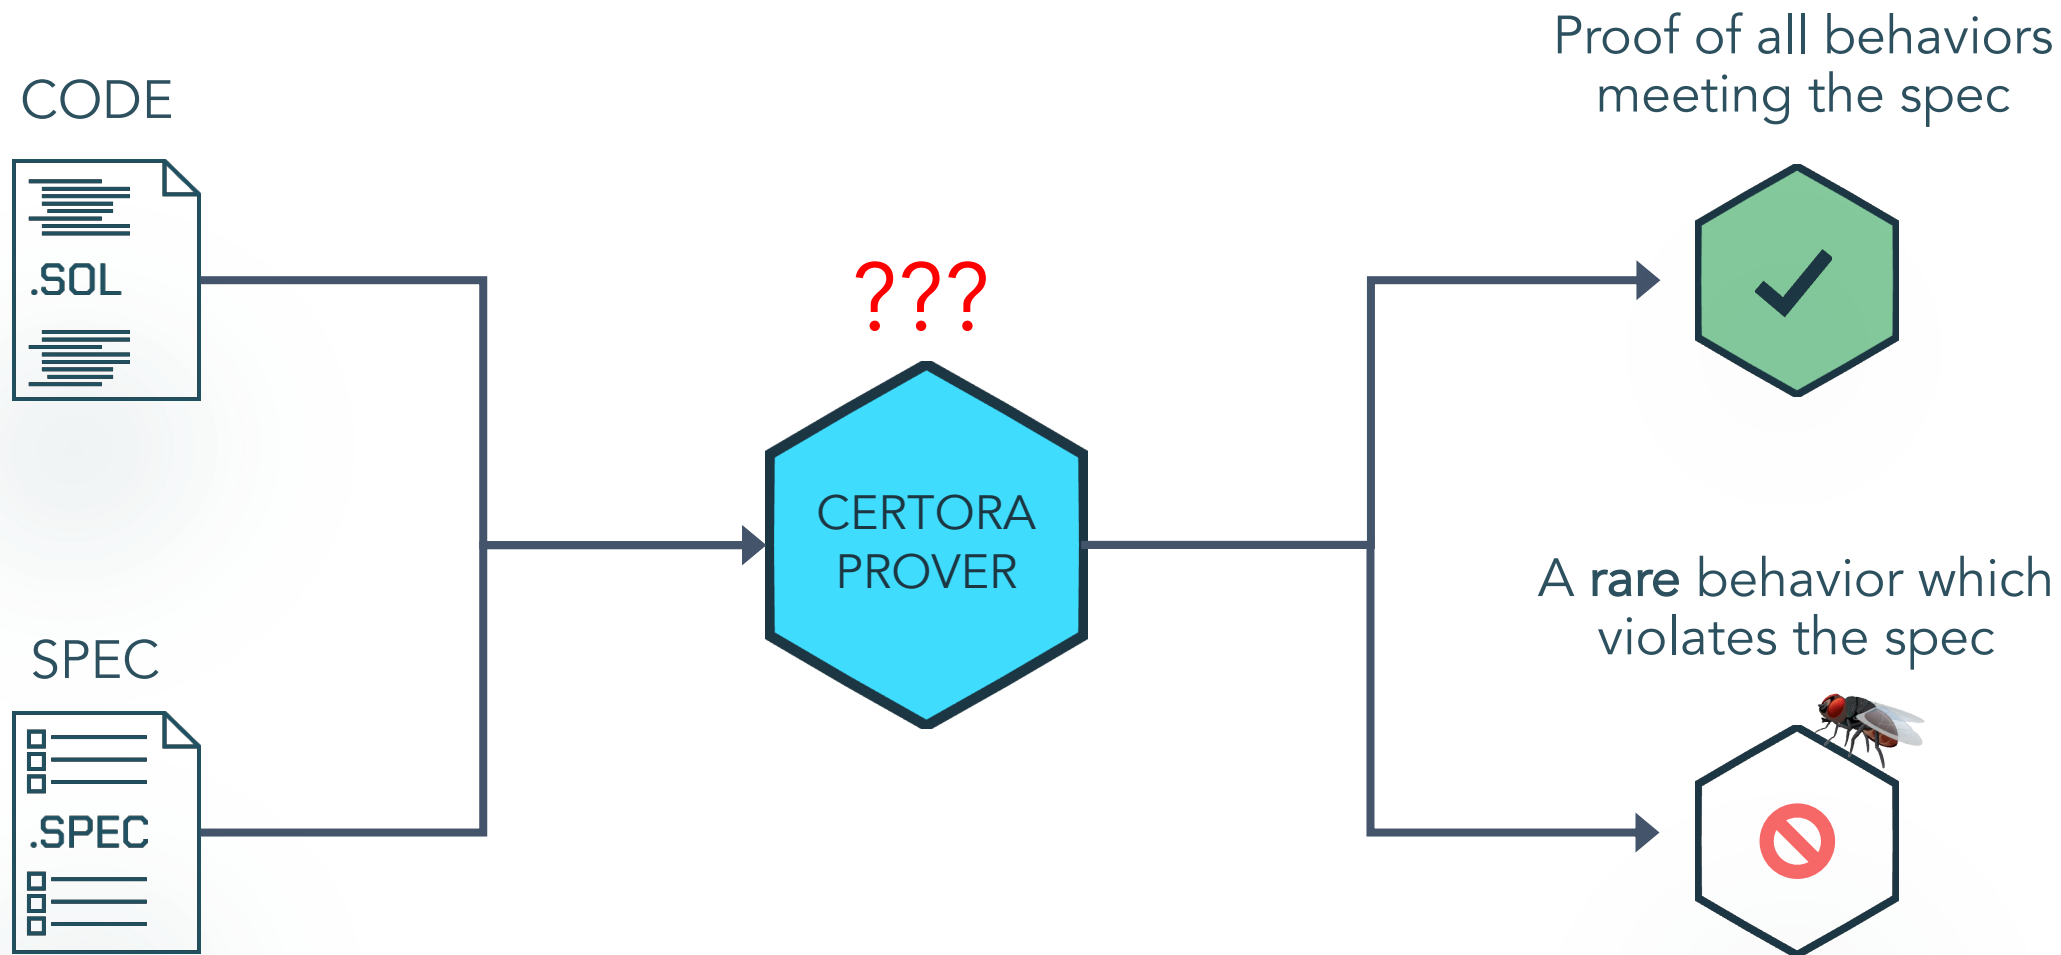 CODE
.SOL
SPEC
.SPEC
???
CERTORA
PROVER
Proof of all behaviors
meeting the spec
A rare behavior which
violates the spec